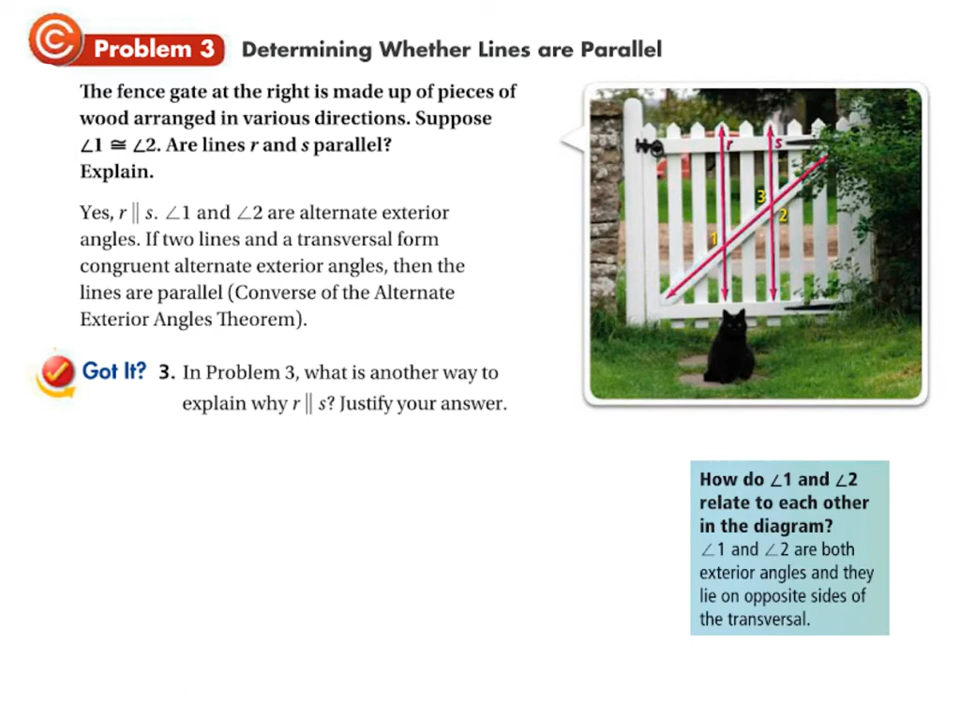 C Problem 3 Determining Whether Lines are Parallel
The fence gate at the right is made up of pieces of
wood arranged in various directions. Suppose
∠1 ≅ ∠2. Are lines r and s parallel?
Explain.
Yes, r ∥ s. ∠1 and ∠2 are alternate exterior
angles. If two lines and a transversal form
congruent alternate exterior angles, then the
lines are parallel (Converse of the Alternate
Exterior Angles Theorem).
Got It? 3. In Problem 3, what is another way to
explain why r ∥ s? Justify your answer.
r
s
3
2
1
How do ∠1 and ∠2
relate to each other
in the diagram?
∠1 and ∠2 are both
exterior angles and they
lie on opposite sides of
the transversal.